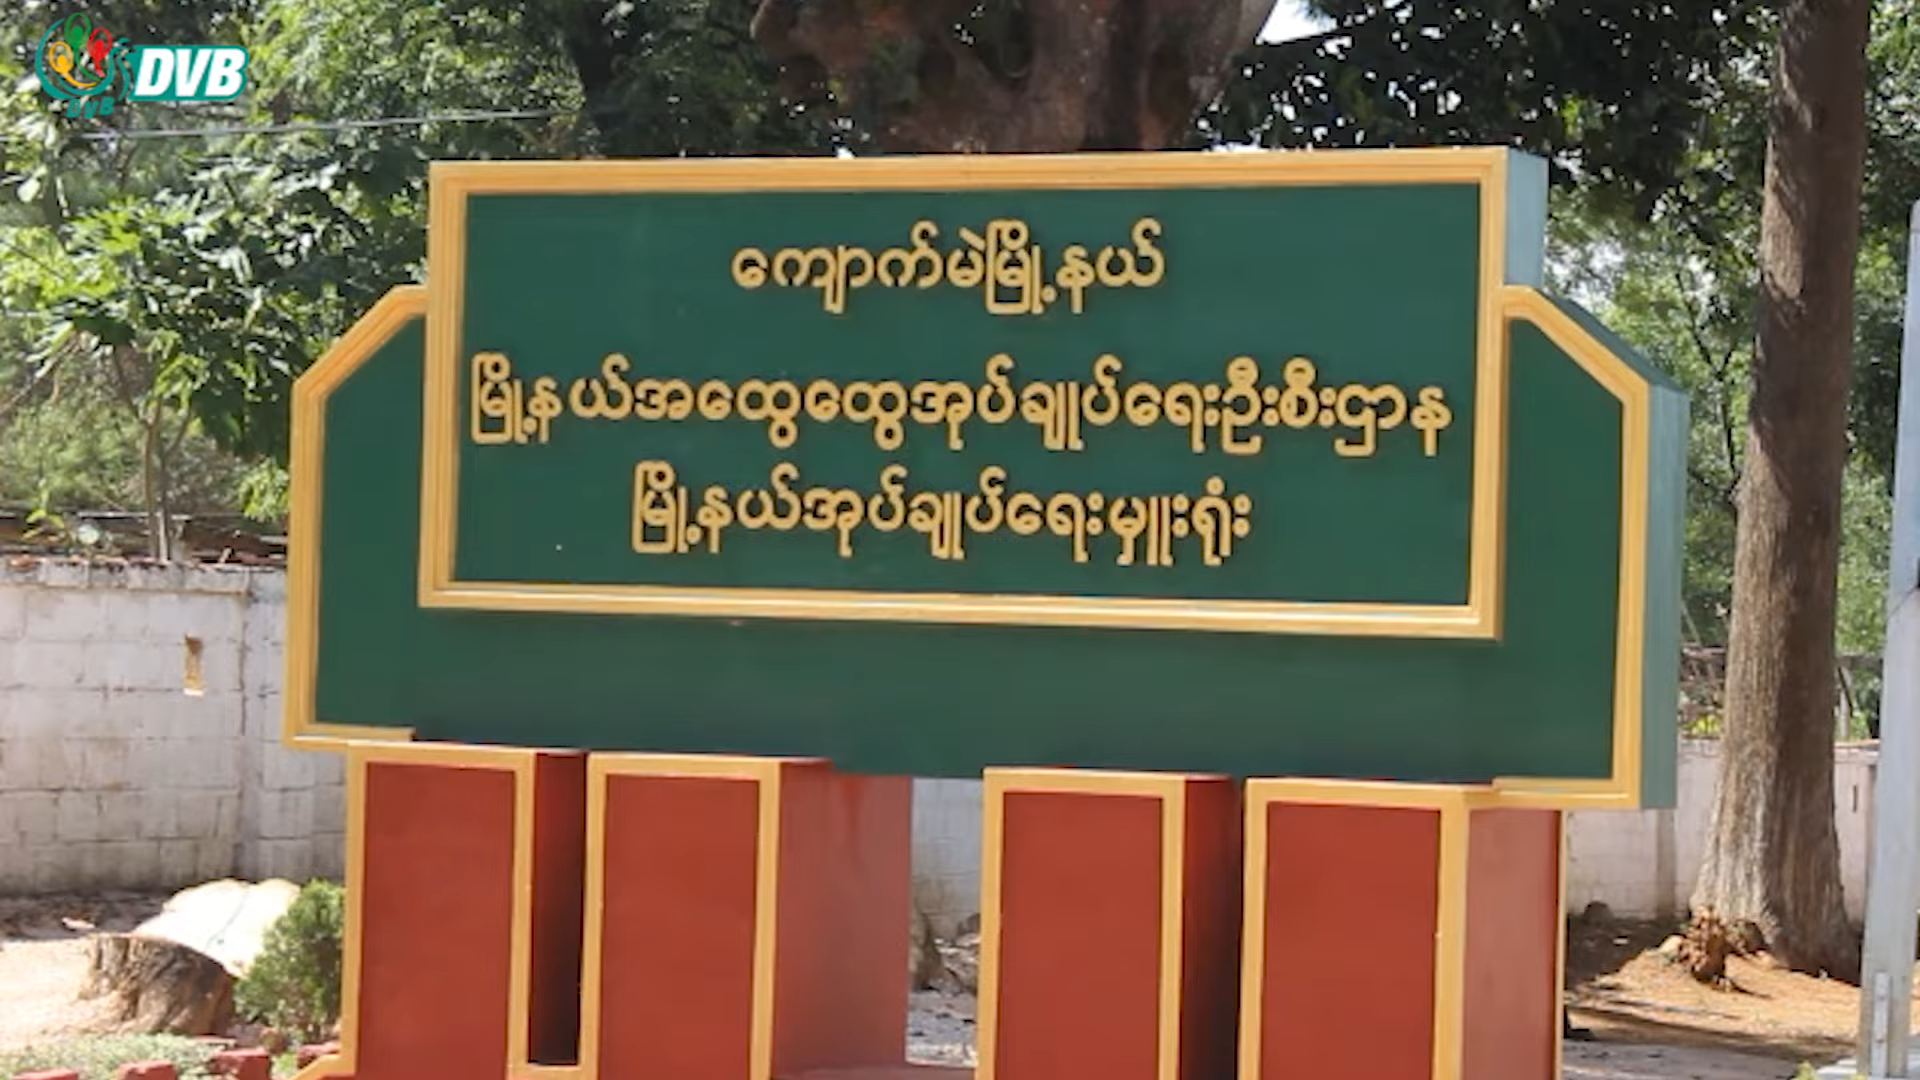 DVB
DVB
ကျောက်မဲမြို့နယ်
မြို့နယ်အထွေထွေအုပ်ချုပ်ရေးဦးစီးဌာန
မြို့နယ်အုပ်ချုပ်ရေးမှူးရုံး